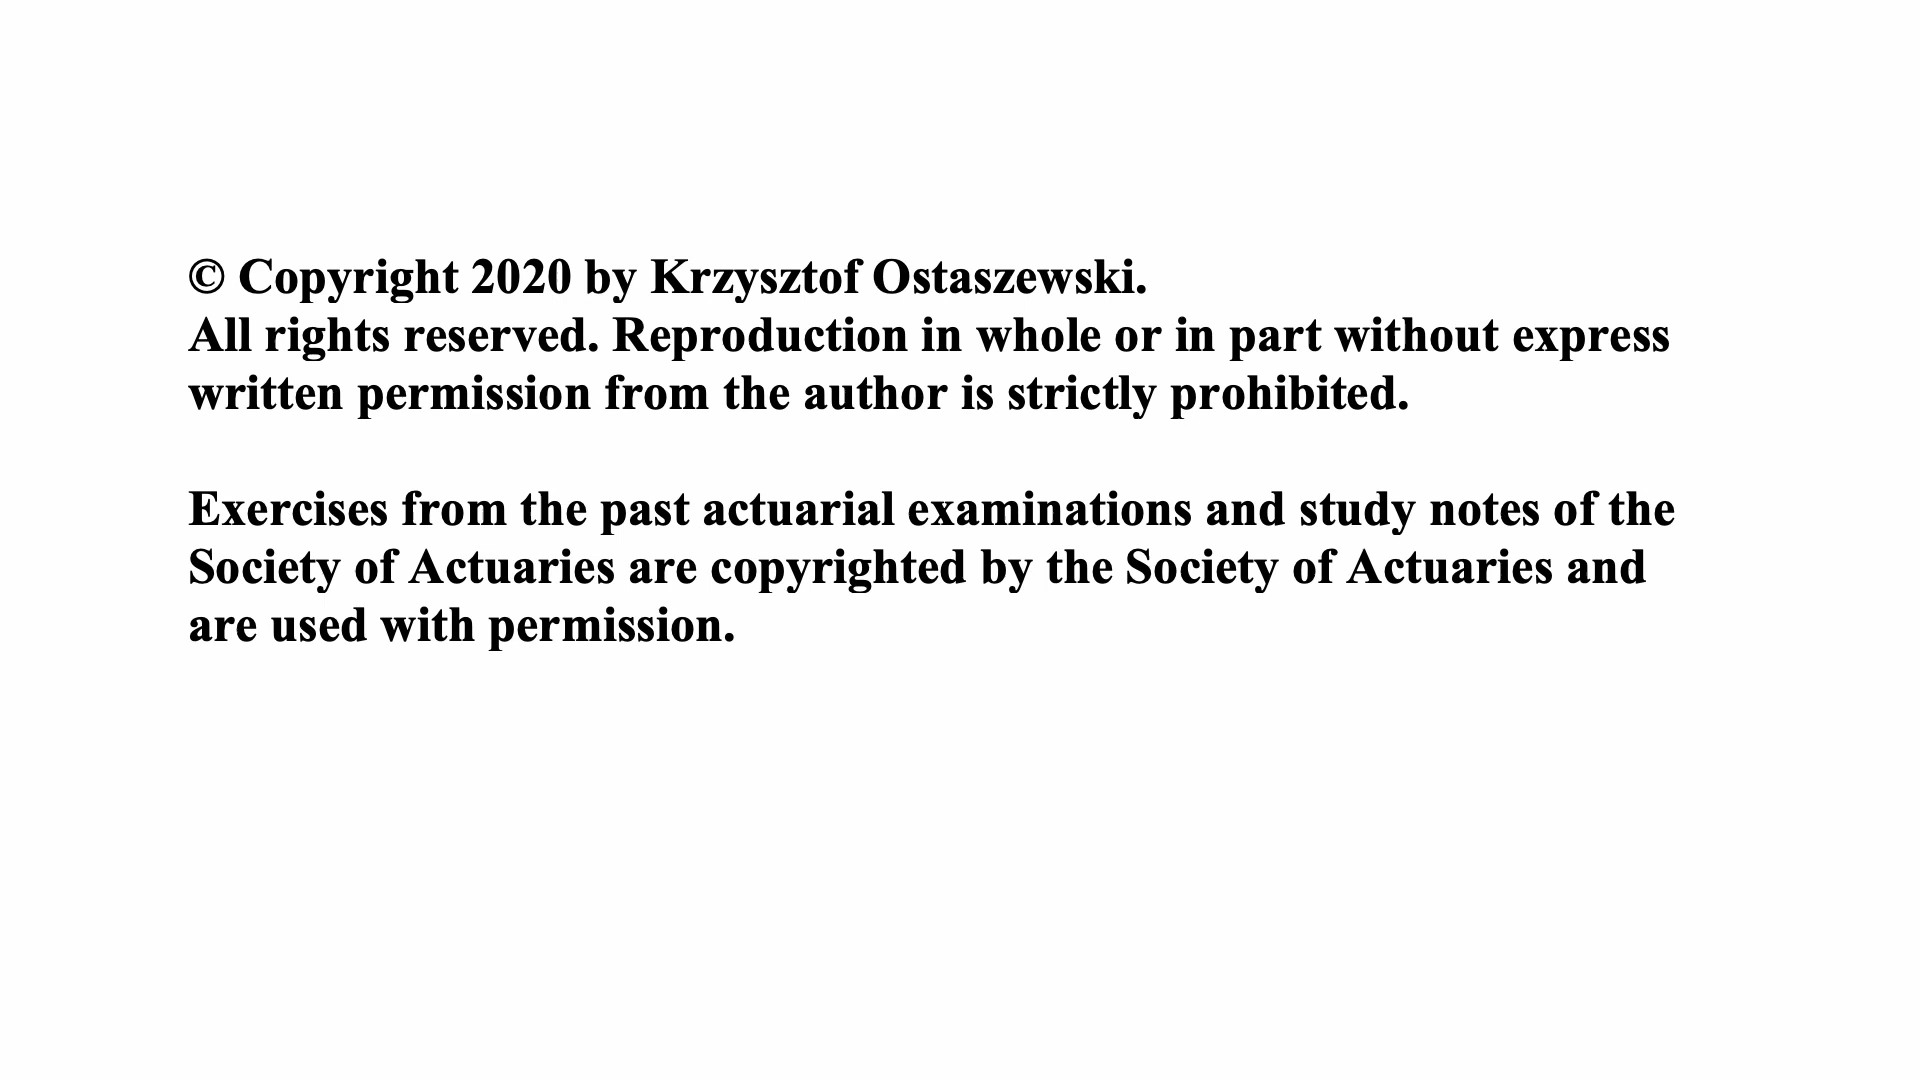 © Copyright 2020 by Krzysztof Ostaszewski.
All rights reserved. Reproduction in whole or in part without express
written permission from the author is strictly prohibited.
Exercises from the past actuarial examinations and study notes of the
Society of Actuaries are copyrighted by the Society of Actuaries and
are used with permission.